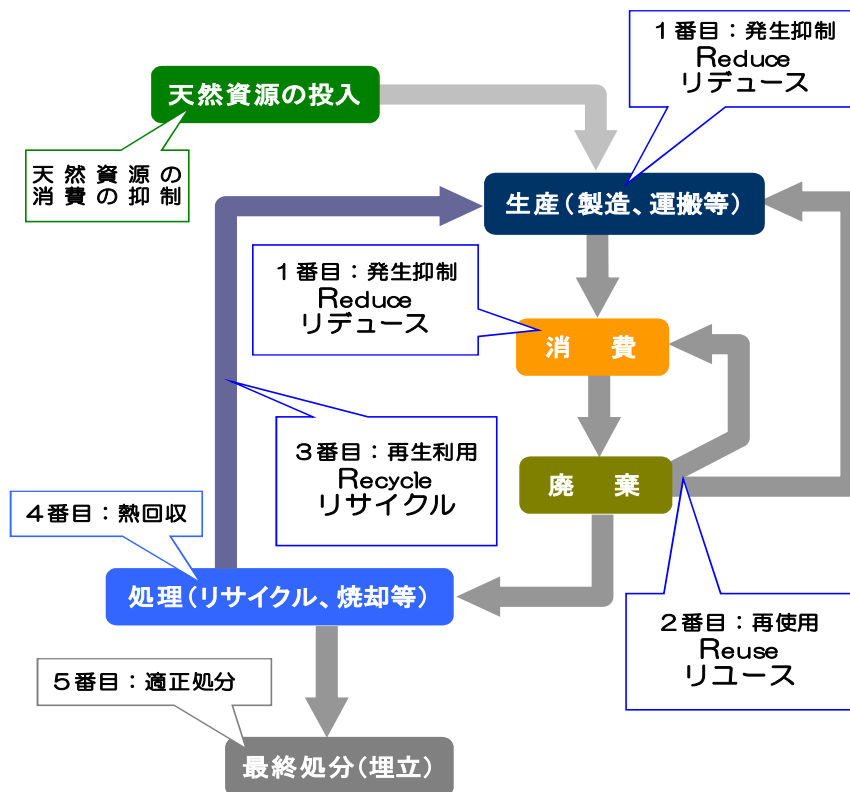 1番目：発生抑制
Reduce
リデュース
天然資源の投入
天然資源の
消費の抑制
生産（製造、運搬等）
1番目：発生抑制
Reduce
リデュース
消　費
3番目：再生利用
Recycle
リサイクル
廃　棄
4番目：熱回収
処理（リサイクル、焼却等）
2番目：再使用
Reuse
リユース
5番目：適正処分
最終処分（埋立）